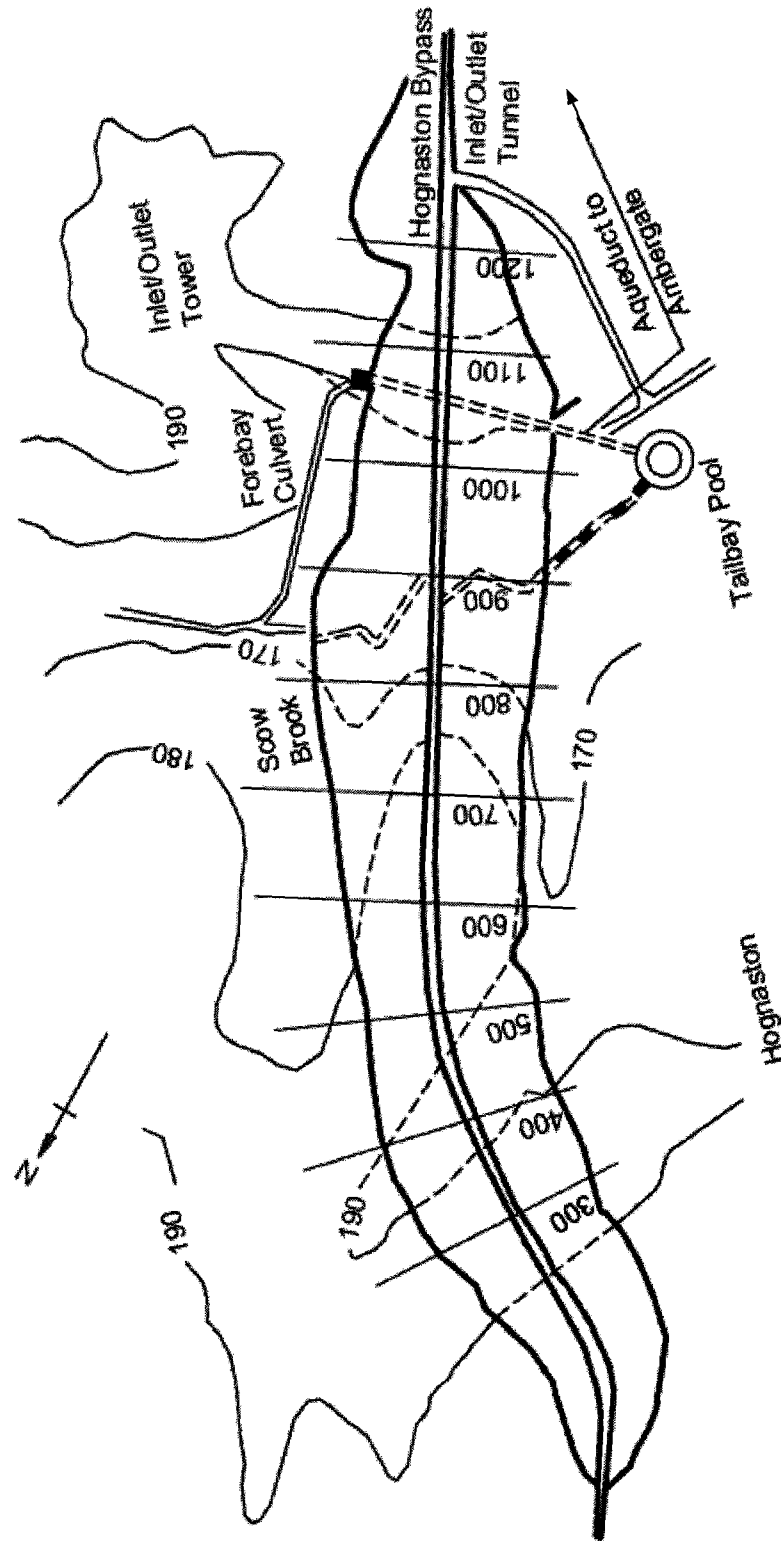 Hognaston Bypass
Inlet/Outlet
Tunnel
Inlet/Outlet
Tower
Aqueduct to
Ambergate
190
Forebay
Culvert
1200
1100
1000
900
800
700
600
500
400
300
Tailbay Pool
170
Scow
Brook
180
170
Hognaston
N
190
190